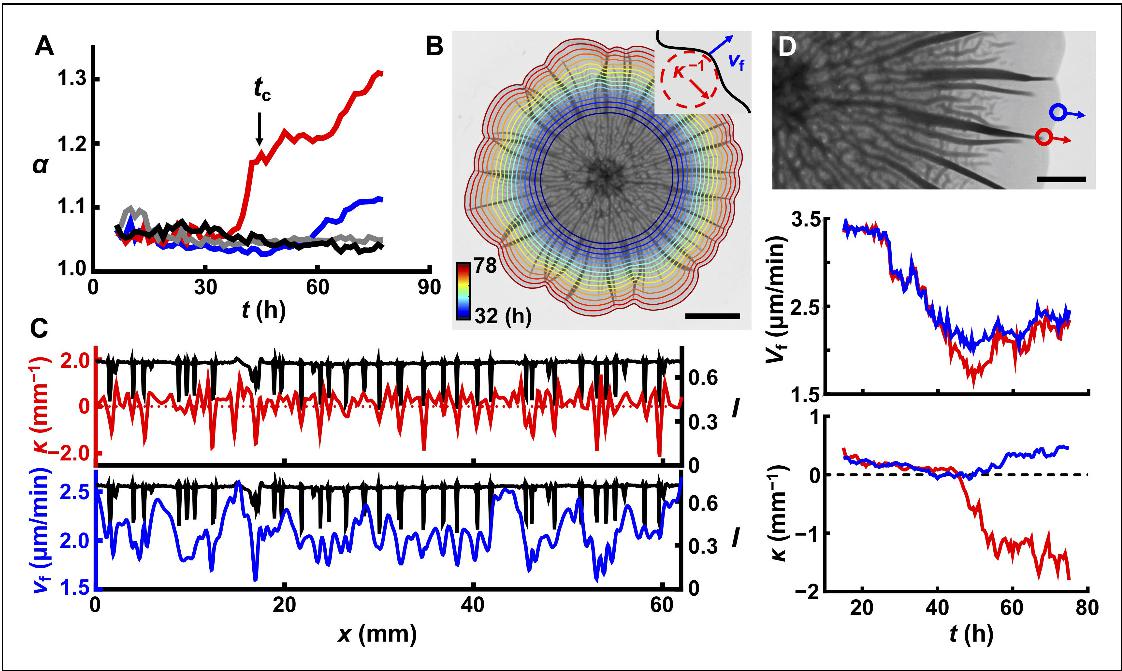 A
1.3
1.2
α
1.1
1.0
t_c
0
30
60
90
t (h)
B
κ⁻¹
v_f
78
32 (h)
C
2.0
0
−2.0
κ (mm⁻¹)
0.6
0.3
0
I
2.5
2.0
1.5
v_f (µm/min)
0.6
0.3
0
I
0
20
40
60
x (mm)
D
3.5
2.5
1.5
V_f (µm/min)
1
0
−1
−2
κ (mm⁻¹)
20
40
60
80
t (h)